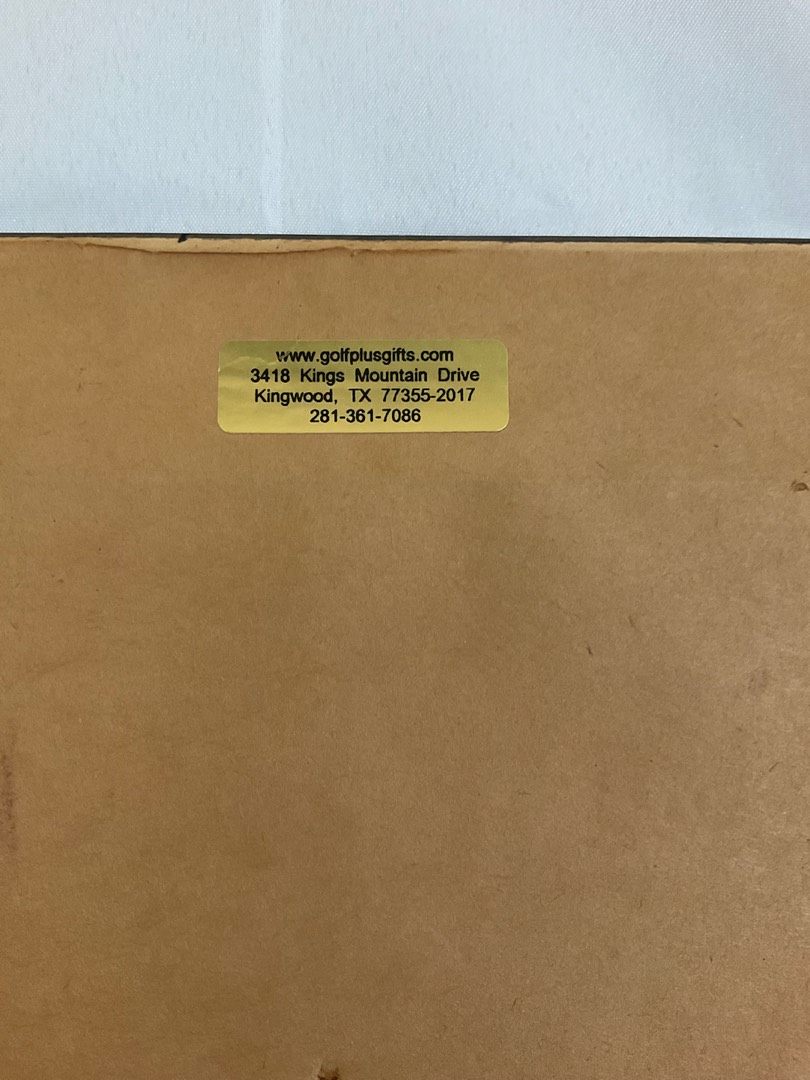 www.golfplusgifts.com
3418 Kings Mountain Drive
Kingwood, TX 77355-2017
281-361-7086